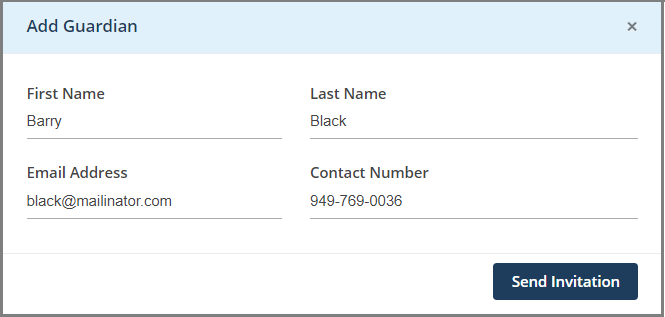 Add Guardian ×
First Name Last Name
Barry Black
Email Address Contact Number
black@mailinator.com 949-769-0036
Send Invitation